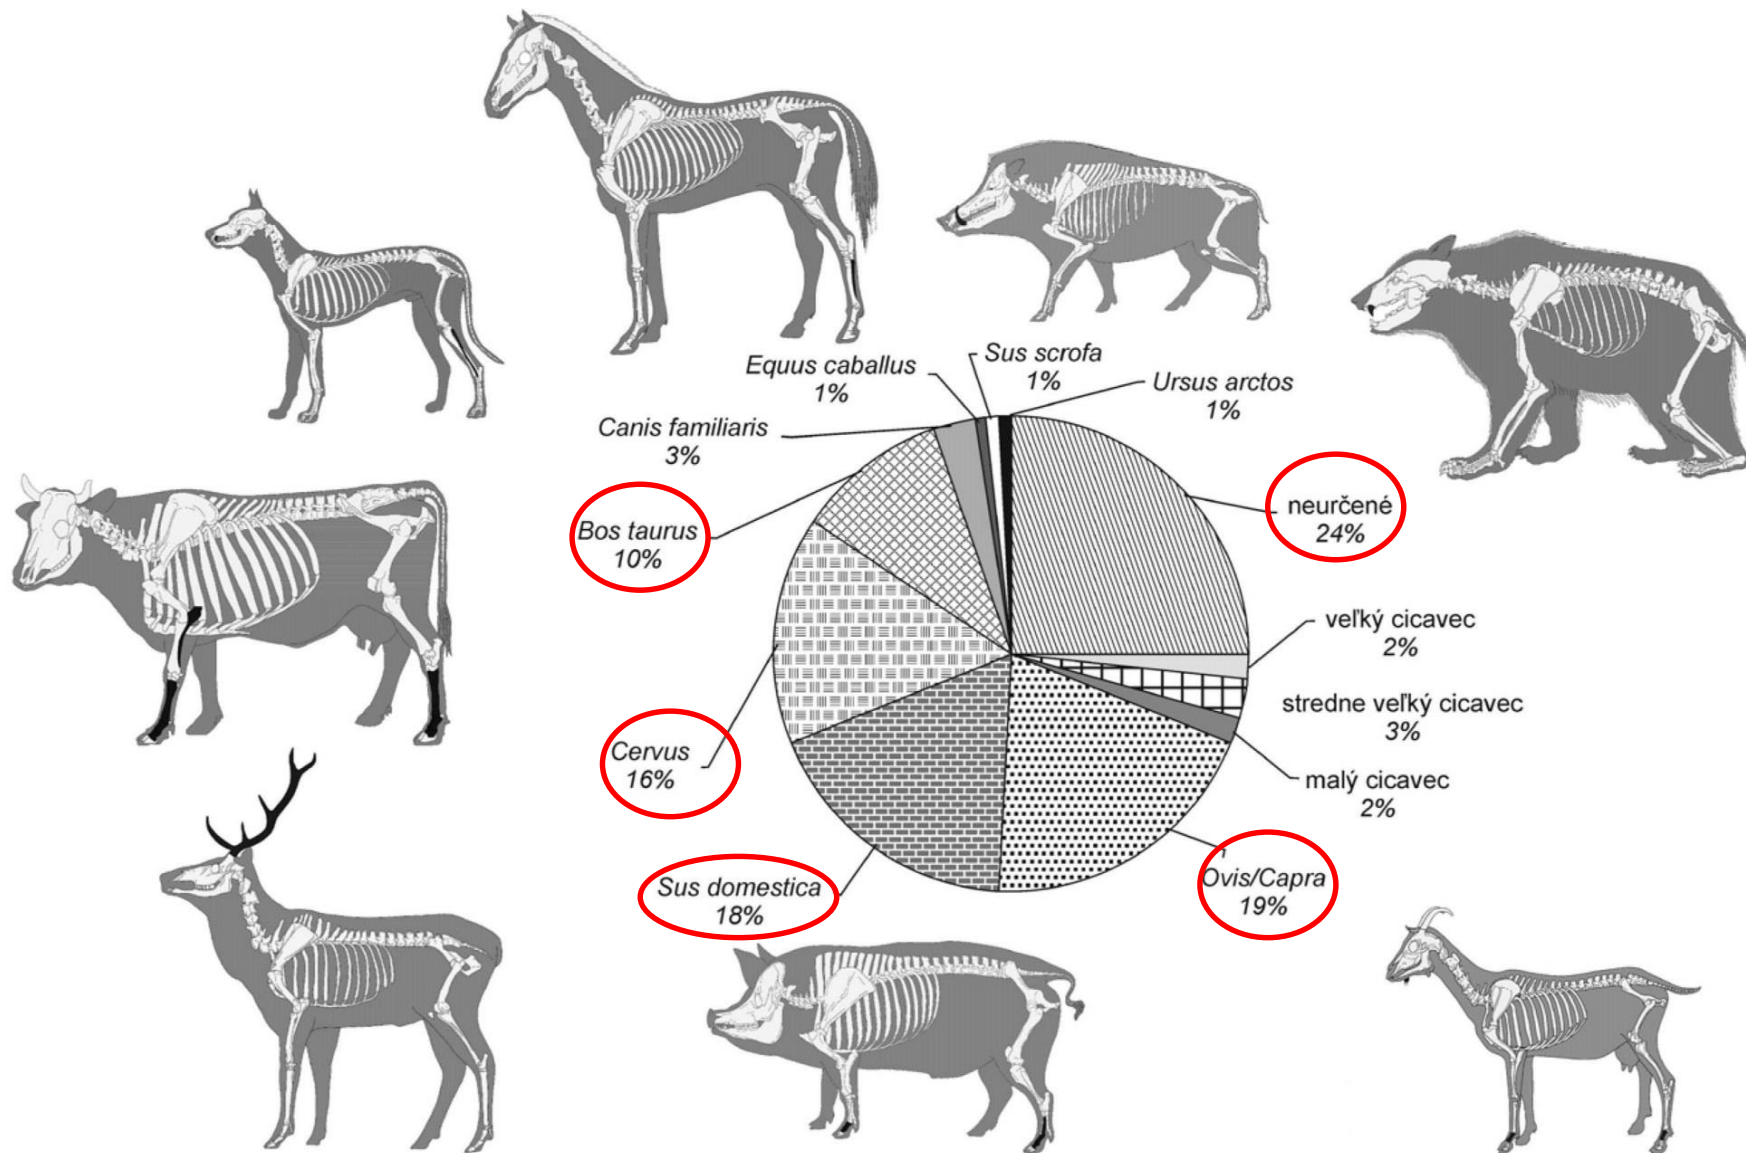 Equus caballus
1%
Sus scrofa
1%
Ursus arctos
1%
Canis familiaris
3%
Bos taurus
10%
neurčené
24%
veľký cicavec
2%
stredne veľký cicavec
3%
Cervus
16%
malý cicavec
2%
Sus domestica
18%
Ovis/Capra
19%